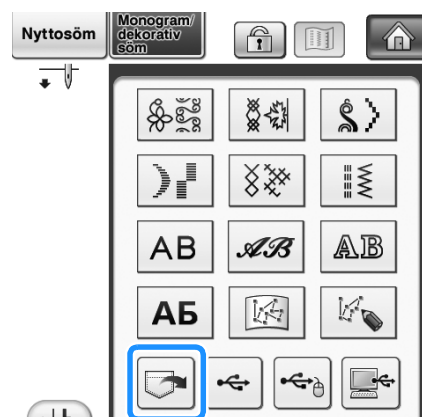 Nyttosöm
Monogram/
dekorativ
söm
AB
AB
AB
АБ